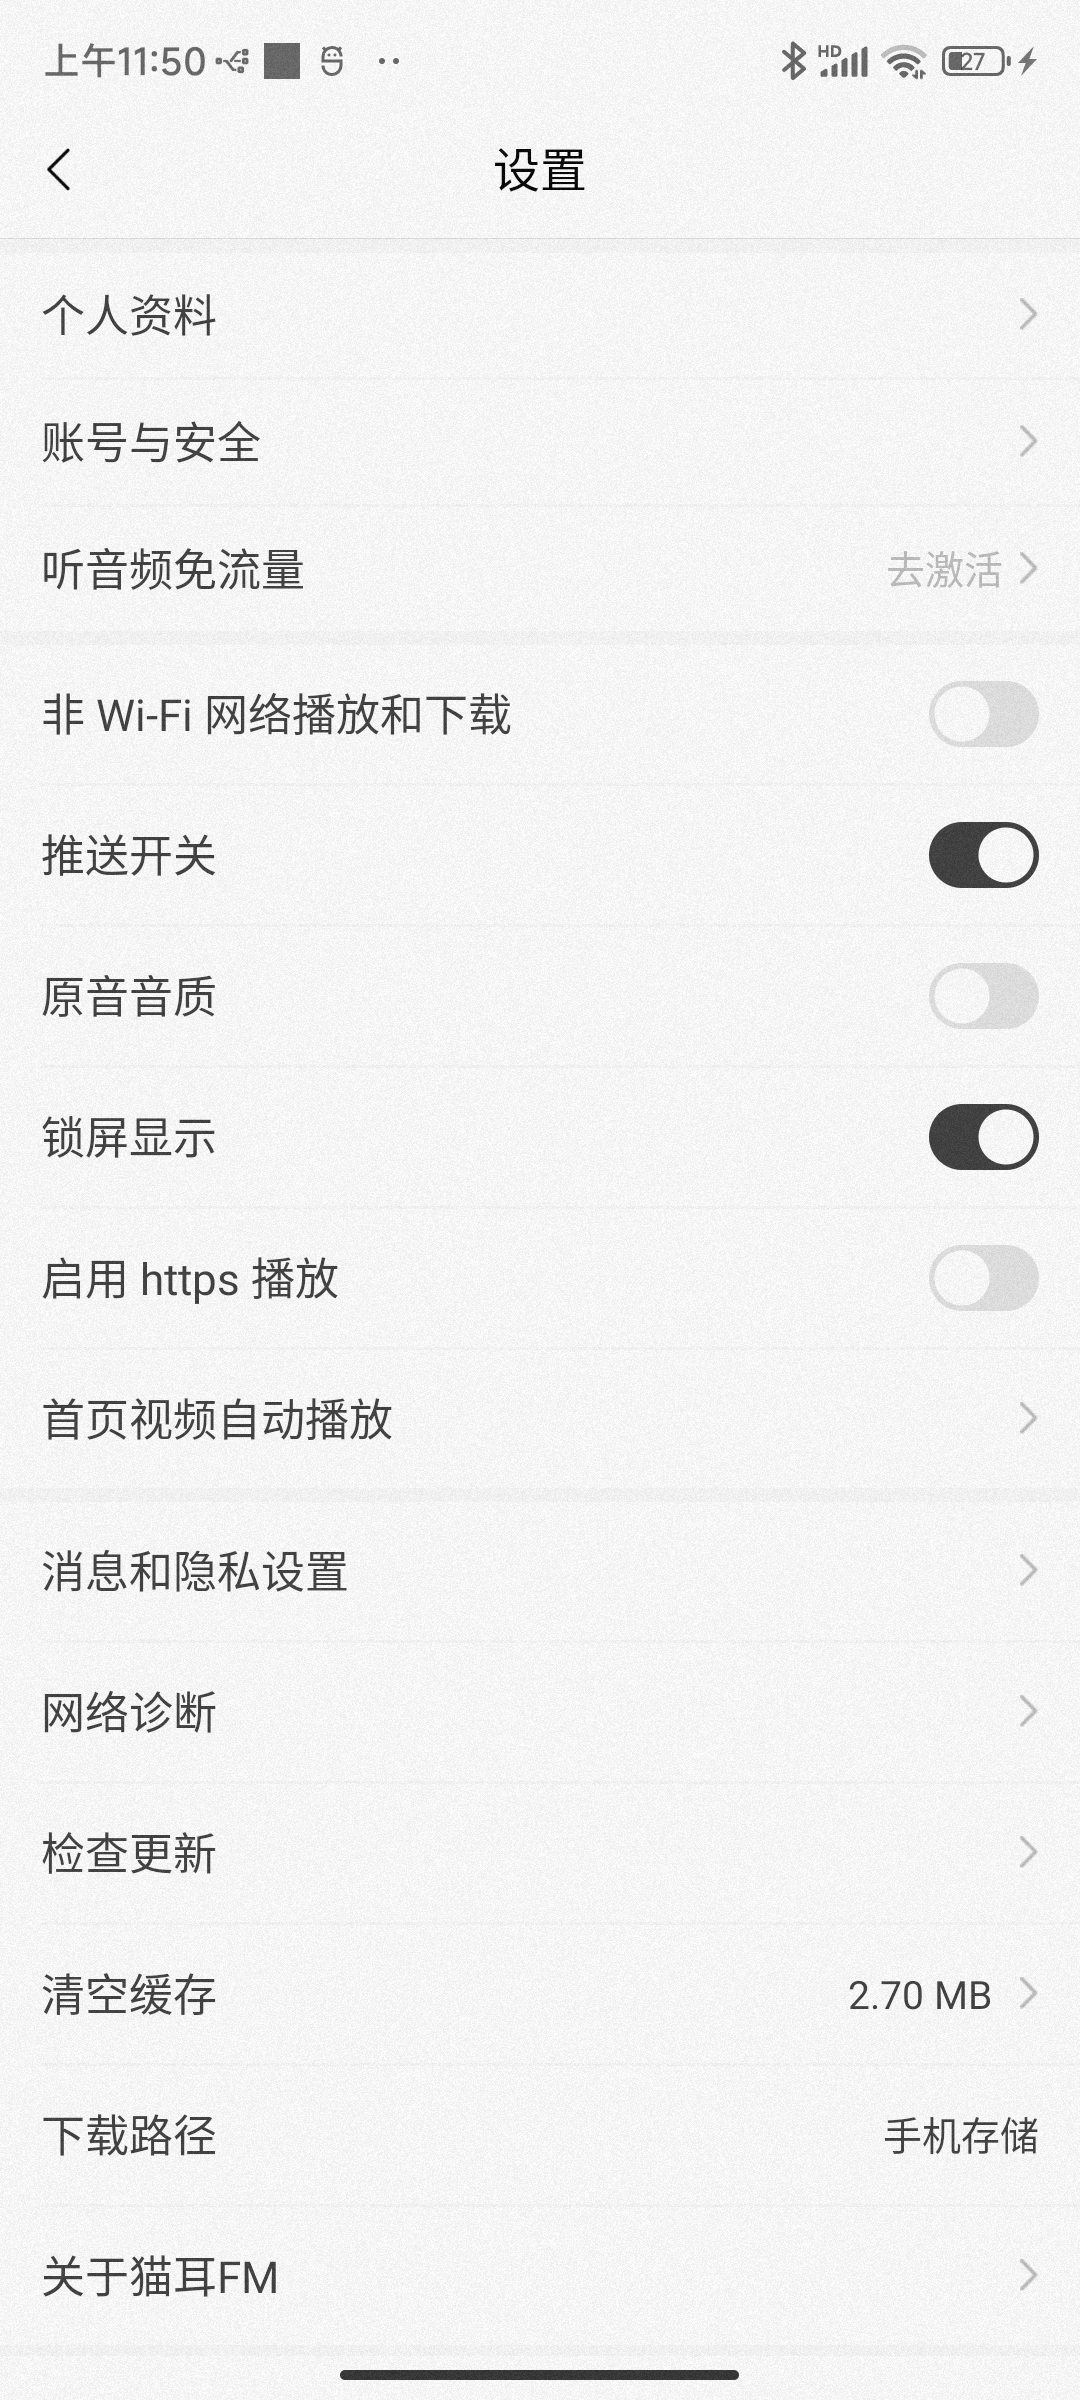 上午11:50
HD
27
设置
个人资料
账号与安全
听音频免流量 去激活
非 Wi-Fi 网络播放和下载
推送开关
原音音质
锁屏显示
启用 https 播放
首页视频自动播放
消息和隐私设置
网络诊断
检查更新
清空缓存 2.70 MB
下载路径 手机存储
关于猫耳FM